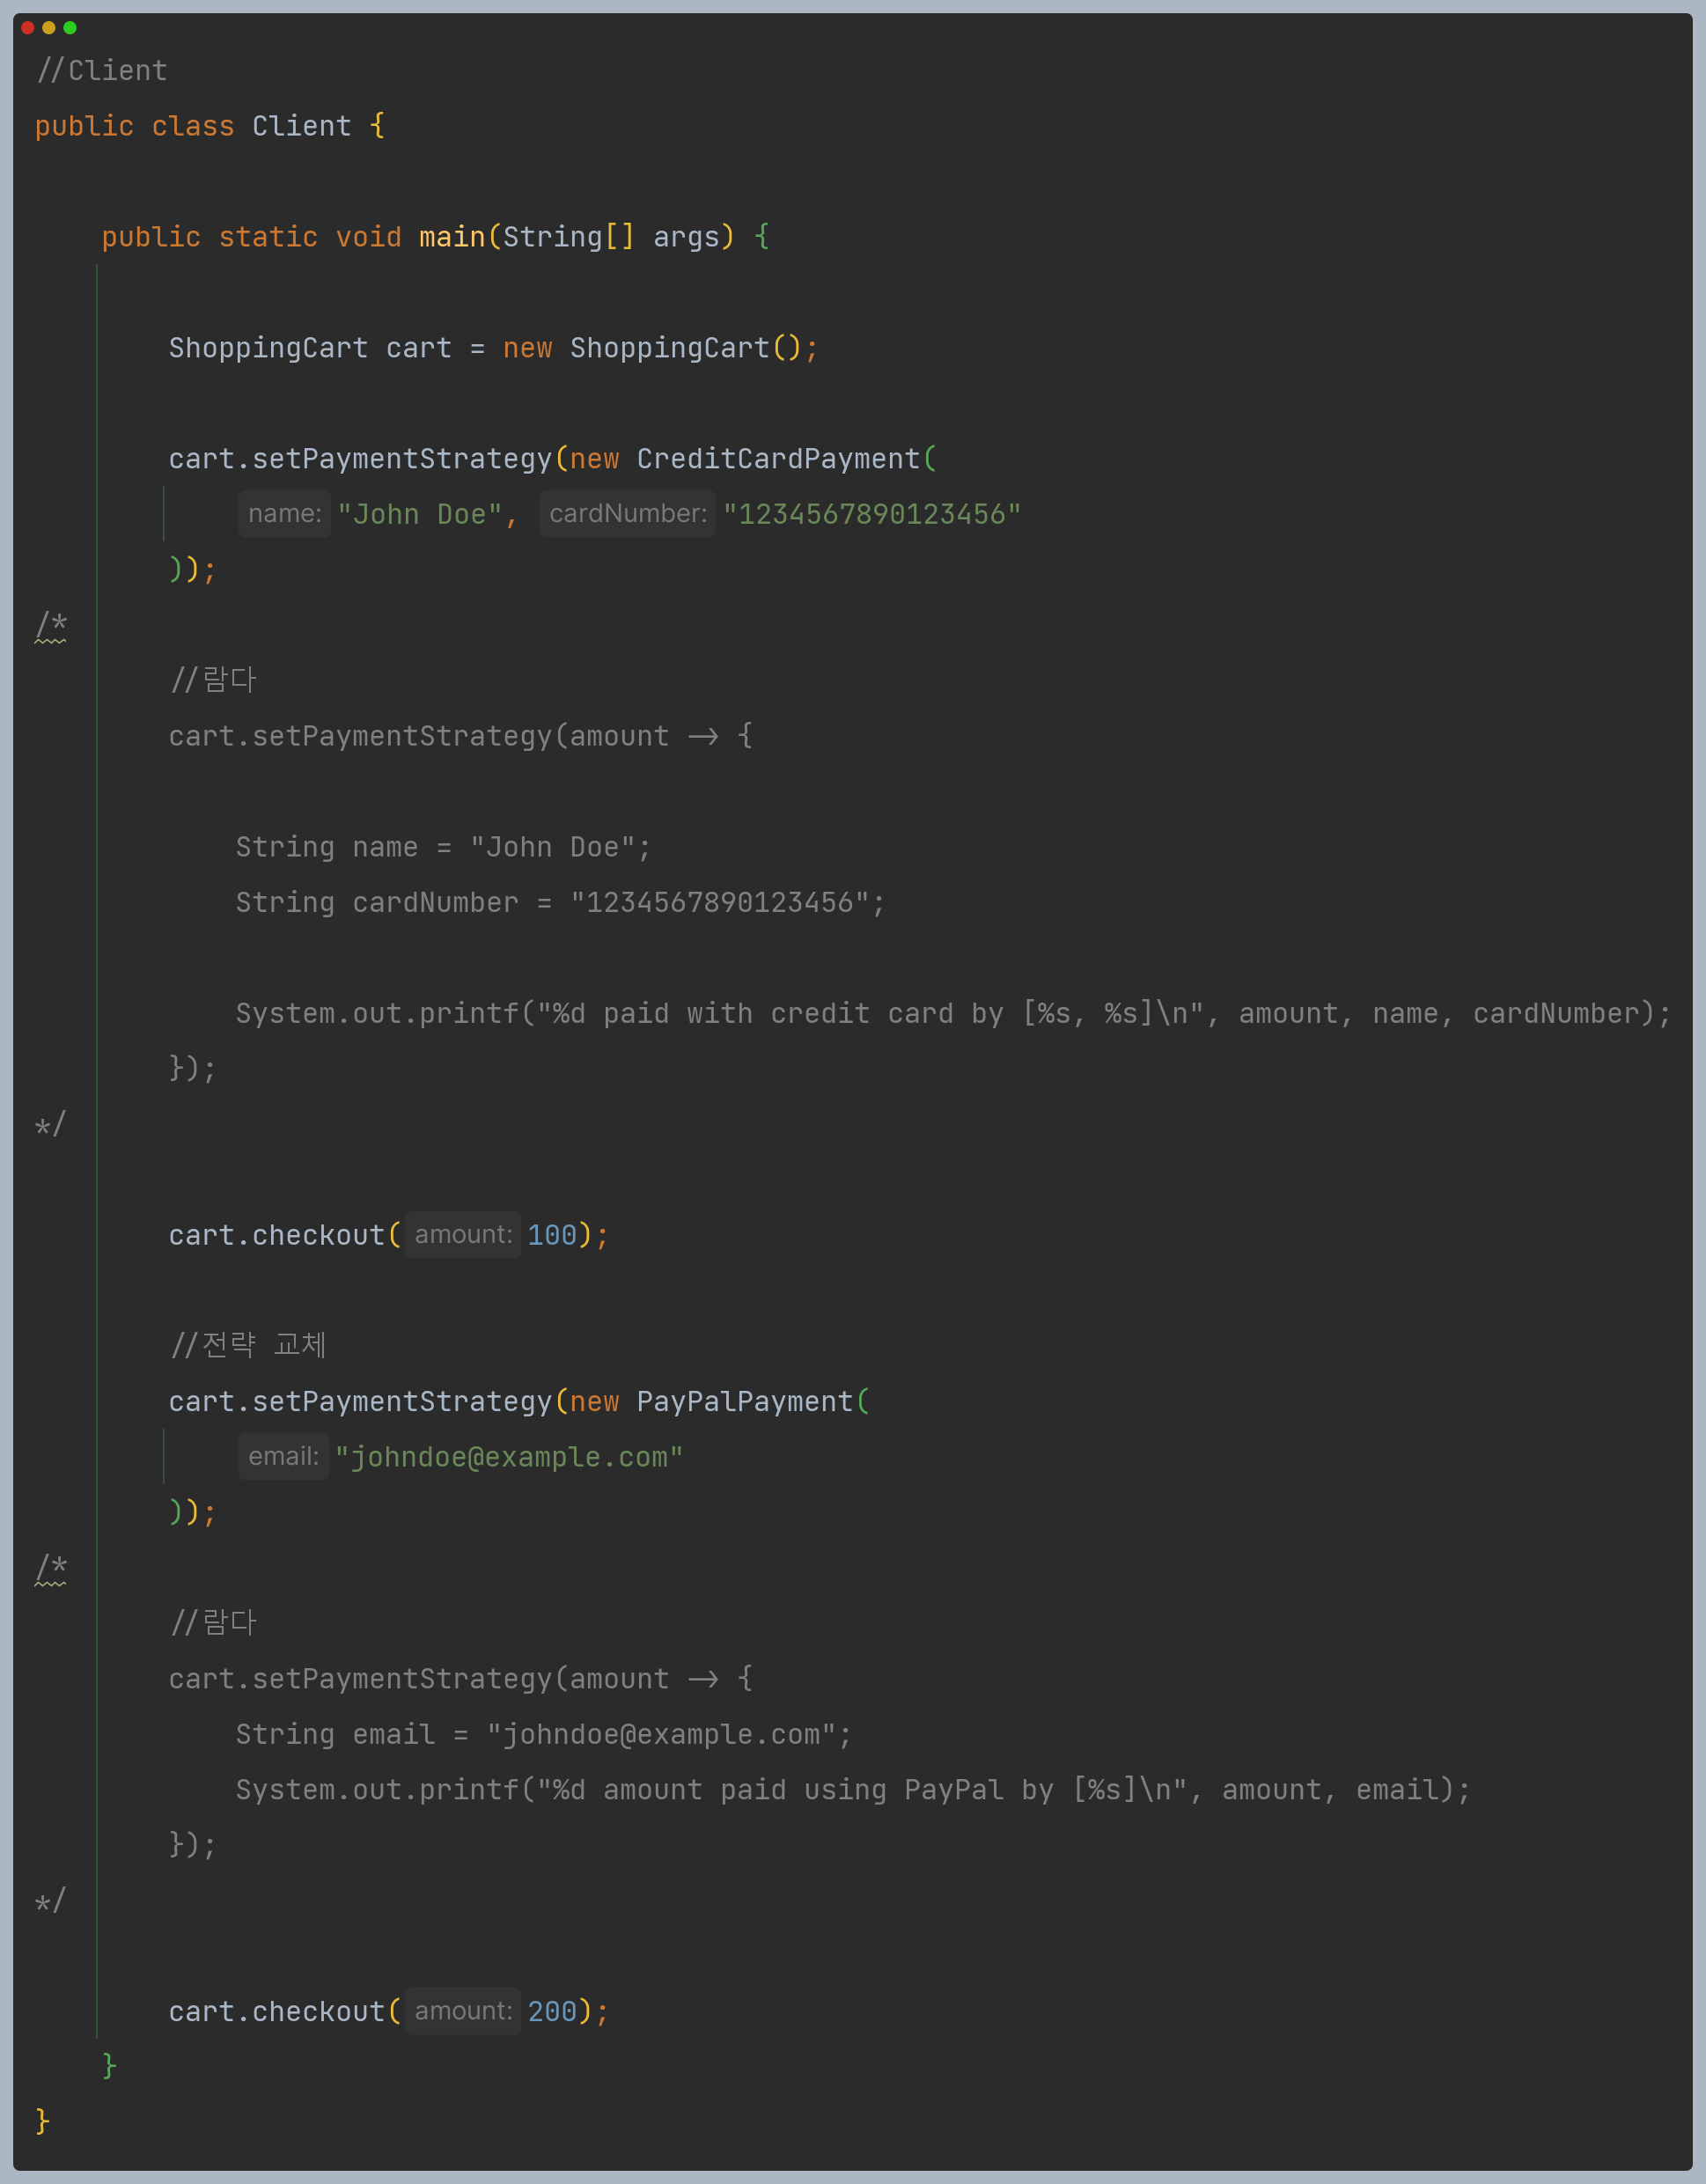 //Client
public class Client {
public static void main(String[] args) {
ShoppingCart cart = new ShoppingCart();
cart.setPaymentStrategy(new CreditCardPayment(
name: "John Doe", cardNumber: "1234567890123456"
));
/*
//람다
cart.setPaymentStrategy(amount -> {
String name = "John Doe";
String cardNumber = "1234567890123456";
System.out.printf("%d paid with credit card by [%s, %s]\n", amount, name, cardNumber);
});
*/
cart.checkout( amount: 100);
//전략 교체
cart.setPaymentStrategy(new PayPalPayment(
email: "johndoe@example.com"
));
/*
//람다
cart.setPaymentStrategy(amount -> {
String email = "johndoe@example.com";
System.out.printf("%d amount paid using PayPal by [%s]\n", amount, email);
});
*/
cart.checkout( amount: 200);
}
}